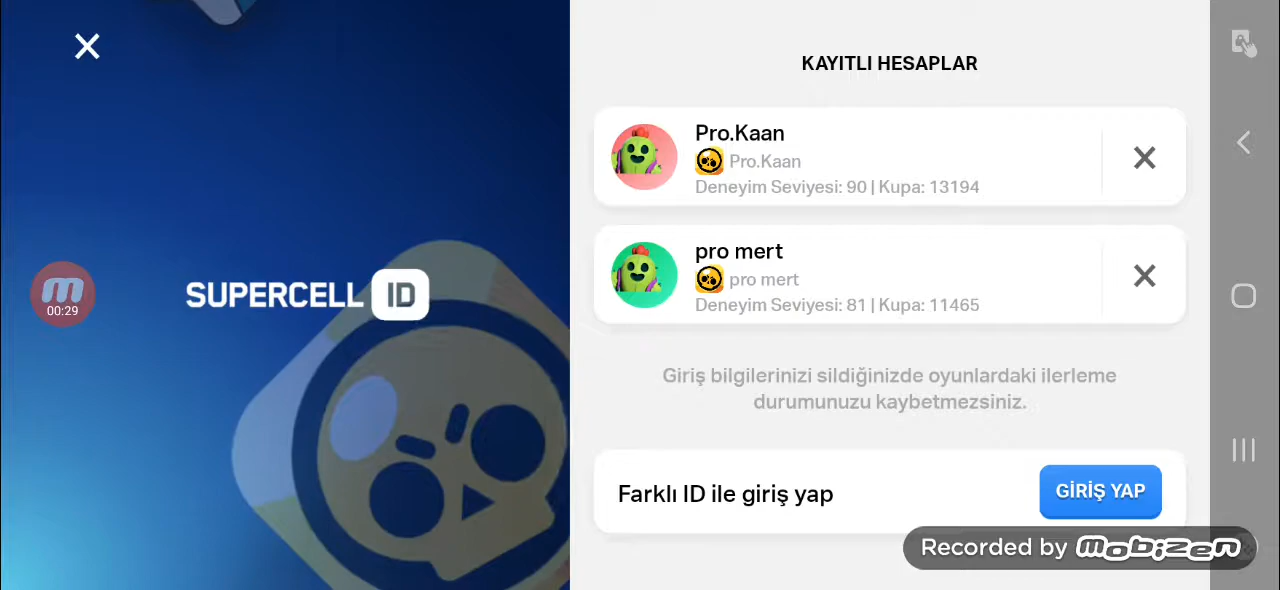 KAYITLI HESAPLAR
Pro.Kaan
Pro.Kaan
Deneyim Seviyesi: 90 | Kupa: 13194
pro mert
pro mert
Deneyim Seviyesi: 81 | Kupa: 11465
m
00:29
SUPERCELL ID
Giriş bilgilerinizi sildiğinizde oyunlardaki ilerleme
durumunuzu kaybetmezsiniz.
Farklı ID ile giriş yap
GİRİŞ YAP
Recorded by mobizen